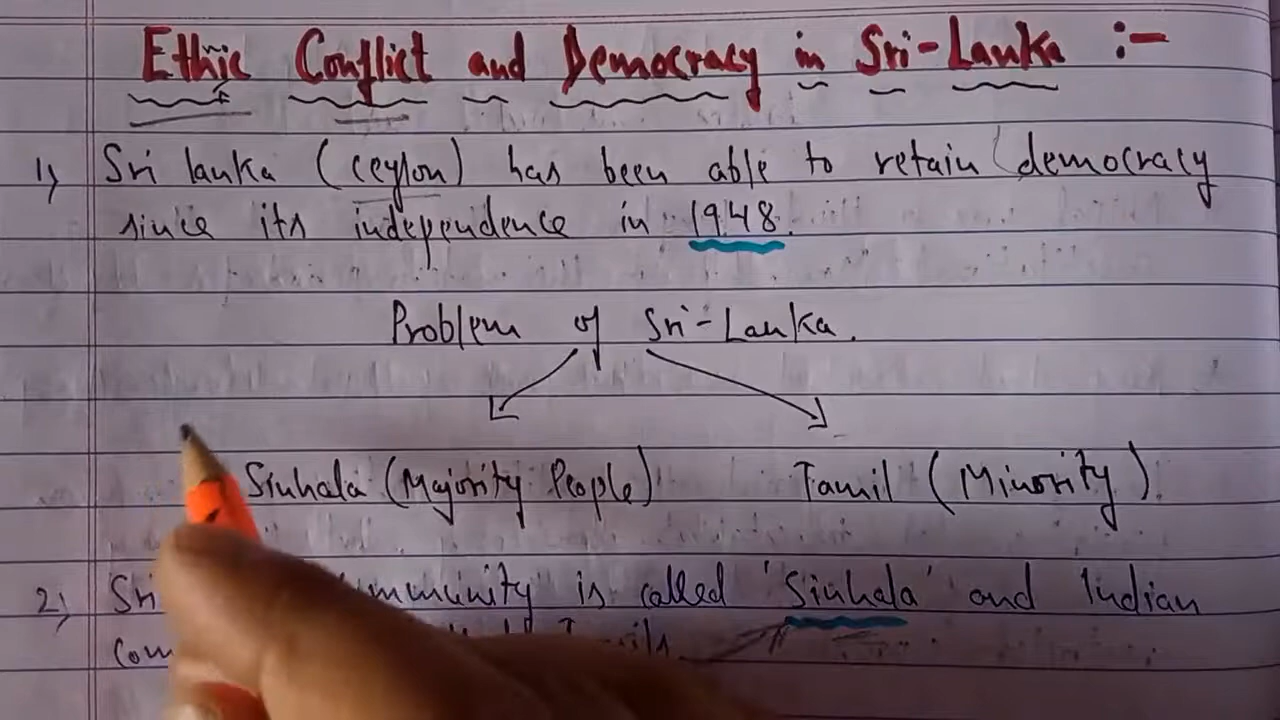 Ethic Conflict and Democracy in Sri-Lanka :-
1) Sri lanka (ceylon) has been able to retain democracy
since its independence in 1948.
Problem of Sri-Lanka.
Sinhala (Majority People) Tamil (Minority).
2) Sri is called 'Sinhala' and Indian